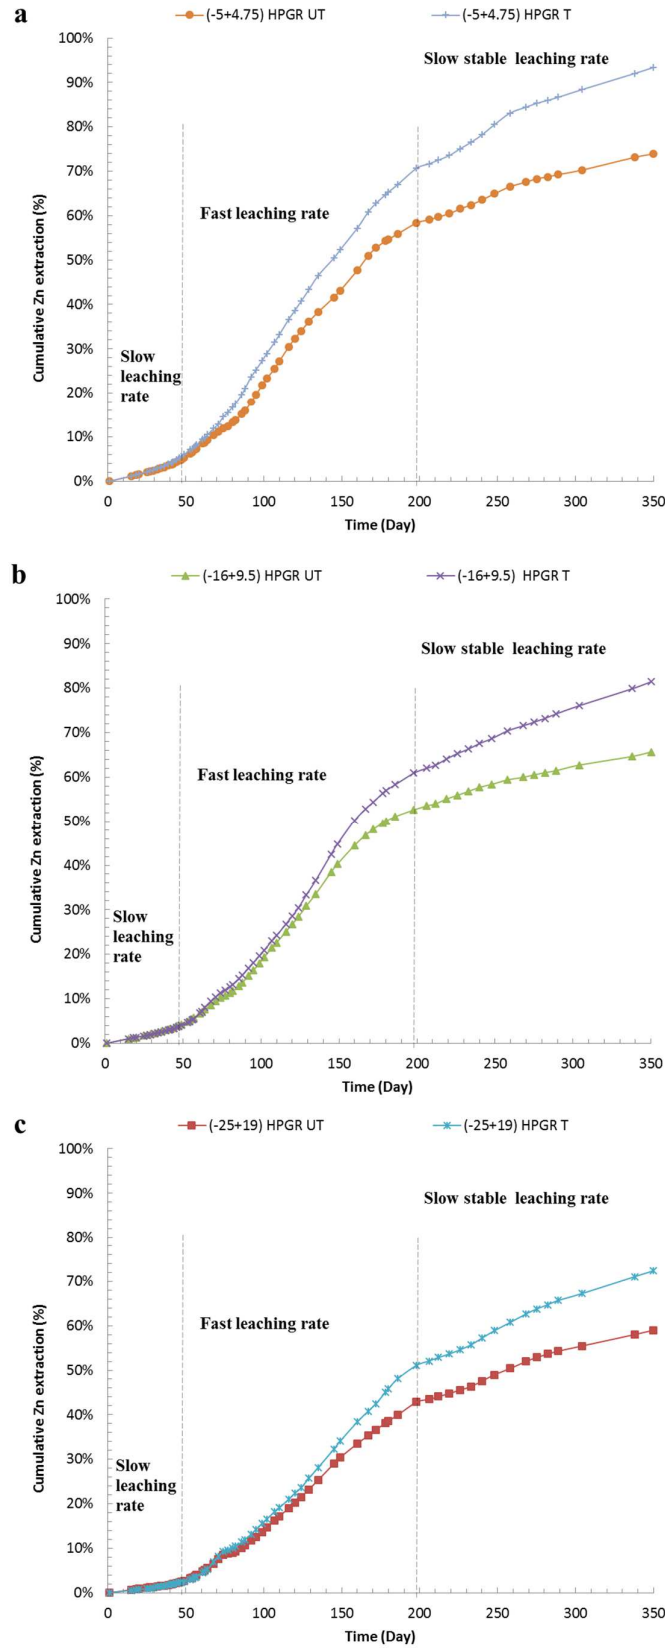 a
(-5+4.75) HPGR UT
(-5+4.75) HPGR T
100%
90%
80%
70%
60%
50%
40%
30%
20%
10%
0%
Cumulative Zn extraction (%)
Slow stable leaching rate
Fast leaching rate
Slow
leaching
rate
0 50 100 150 200 250 300 350
Time (Day)
b
(-16+9.5) HPGR UT
(-16+9.5) HPGR T
100%
90%
80%
70%
60%
50%
40%
30%
20%
10%
0%
Cumulative Zn extraction (%)
Slow stable leaching rate
Fast leaching rate
Slow
leaching
rate
0 50 100 150 200 250 300 350
Time (Day)
c
(-25+19) HPGR UT
(-25+19) HPGR T
100%
90%
80%
70%
60%
50%
40%
30%
20%
10%
0%
Cumulative Zn extraction (%)
Slow stable leaching rate
Fast leaching rate
Slow
leaching
rate
0 50 100 150 200 250 300 350
Time (Day)